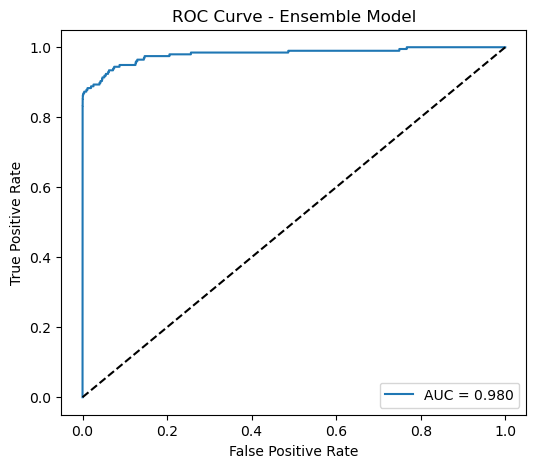 ROC Curve - Ensemble Model
True Positive Rate
1.0
0.8
0.6
0.4
0.2
0.0
AUC = 0.980
0.0 0.2 0.4 0.6 0.8 1.0
False Positive Rate